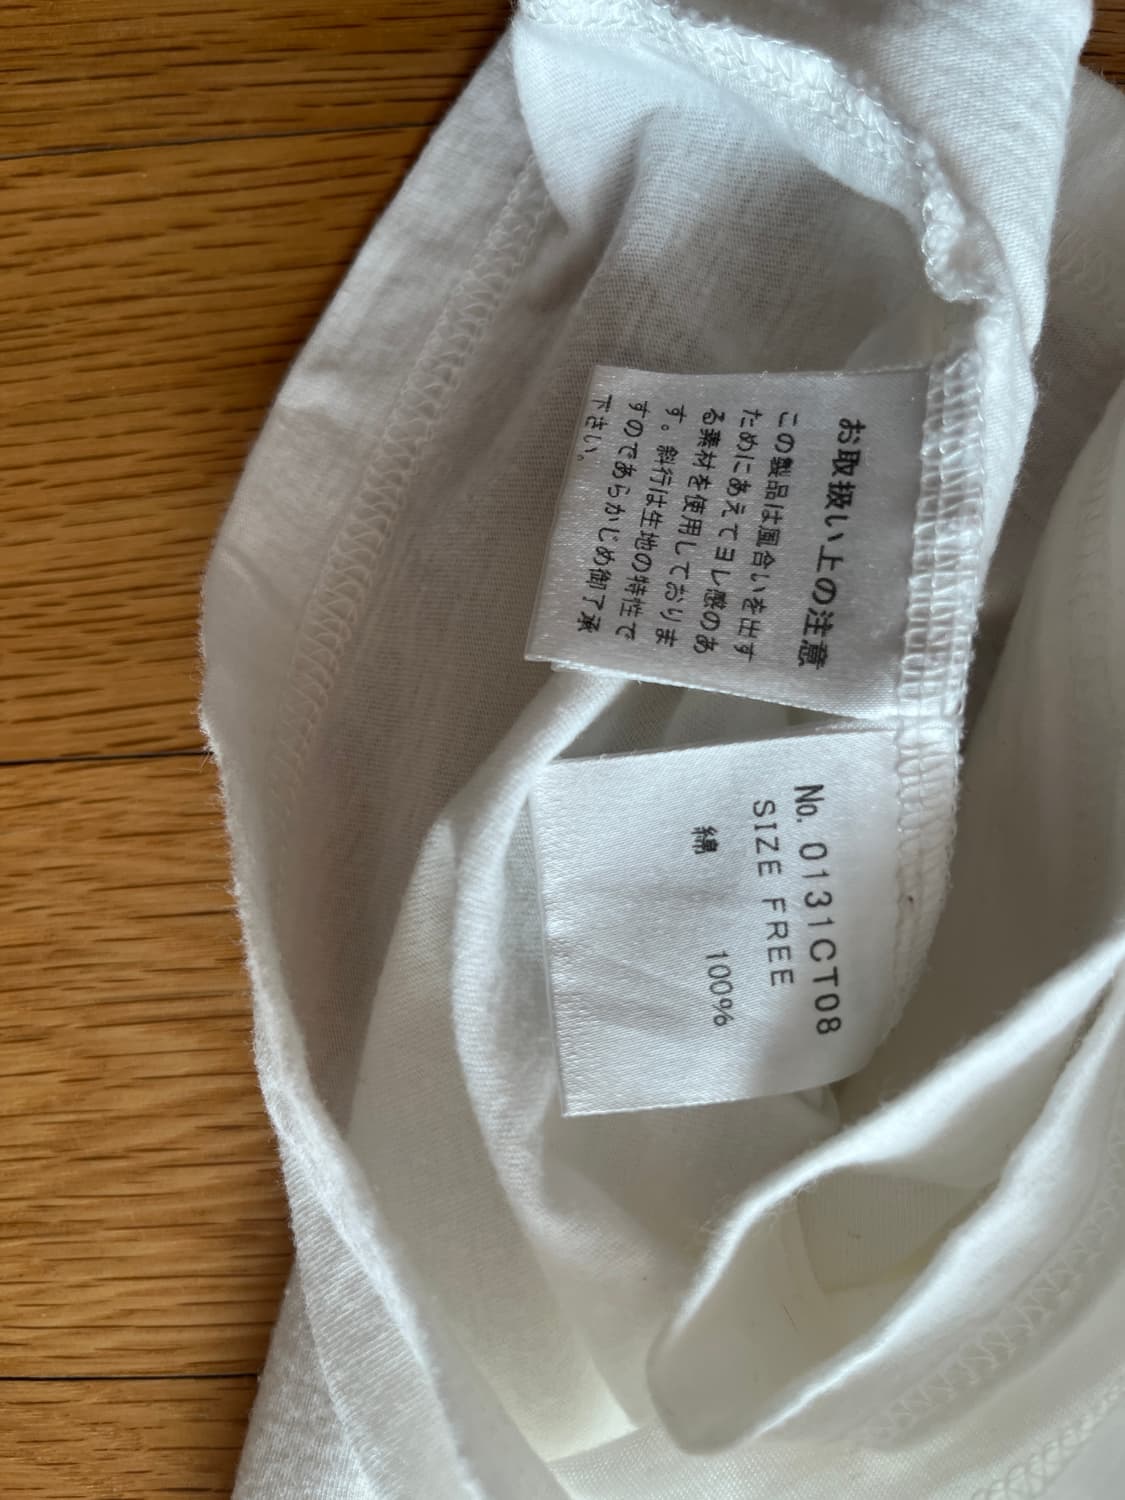 お取扱い上の注意
この製品は風合いを出す
ためにあえてヨレ感のあ
る素材を使用しておりま
す。斜行は生地の特性で
すのであらかじめ御了承
下さい。
No. 0131CT08
SIZE FREE
綿 100%